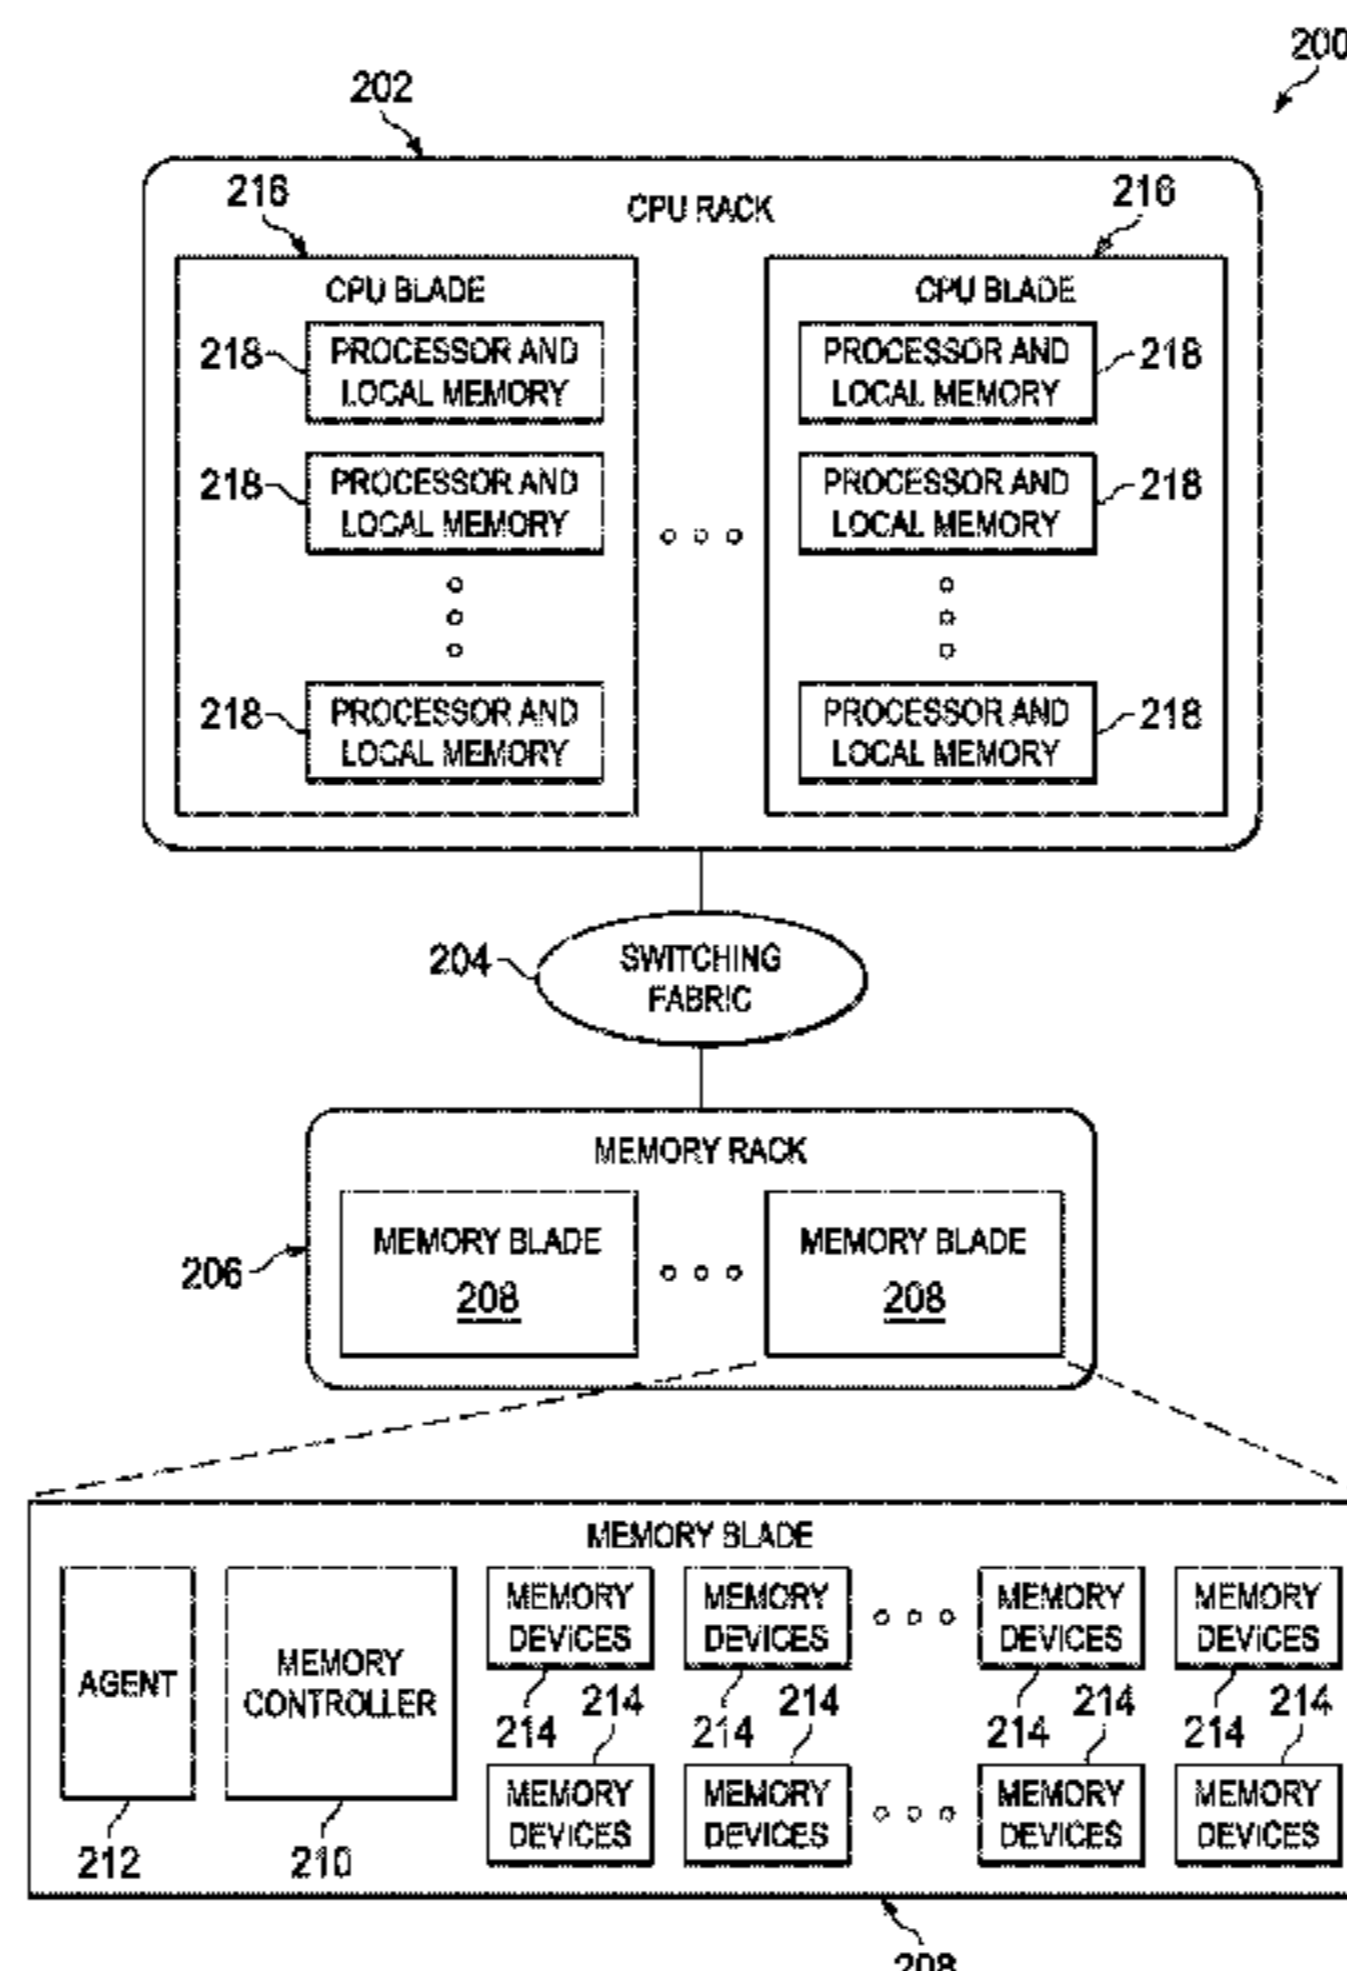 200
202
216
216
CPU RACK
CPU BLADE
CPU BLADE
218
PROCESSOR AND
LOCAL MEMORY
PROCESSOR AND
LOCAL MEMORY
218
218
PROCESSOR AND
LOCAL MEMORY
PROCESSOR AND
LOCAL MEMORY
218
218
PROCESSOR AND
LOCAL MEMORY
PROCESSOR AND
LOCAL MEMORY
218
204
SWITCHING
FABRIC
MEMORY RACK
206
MEMORY BLADE
208
MEMORY BLADE
208
MEMORY BLADE
AGENT
MEMORY
CONTROLLER
MEMORY
DEVICES
MEMORY
DEVICES
MEMORY
DEVICES
MEMORY
DEVICES
214
214
214
214
214
214
214
214
MEMORY
DEVICES
MEMORY
DEVICES
MEMORY
DEVICES
MEMORY
DEVICES
212
210
208